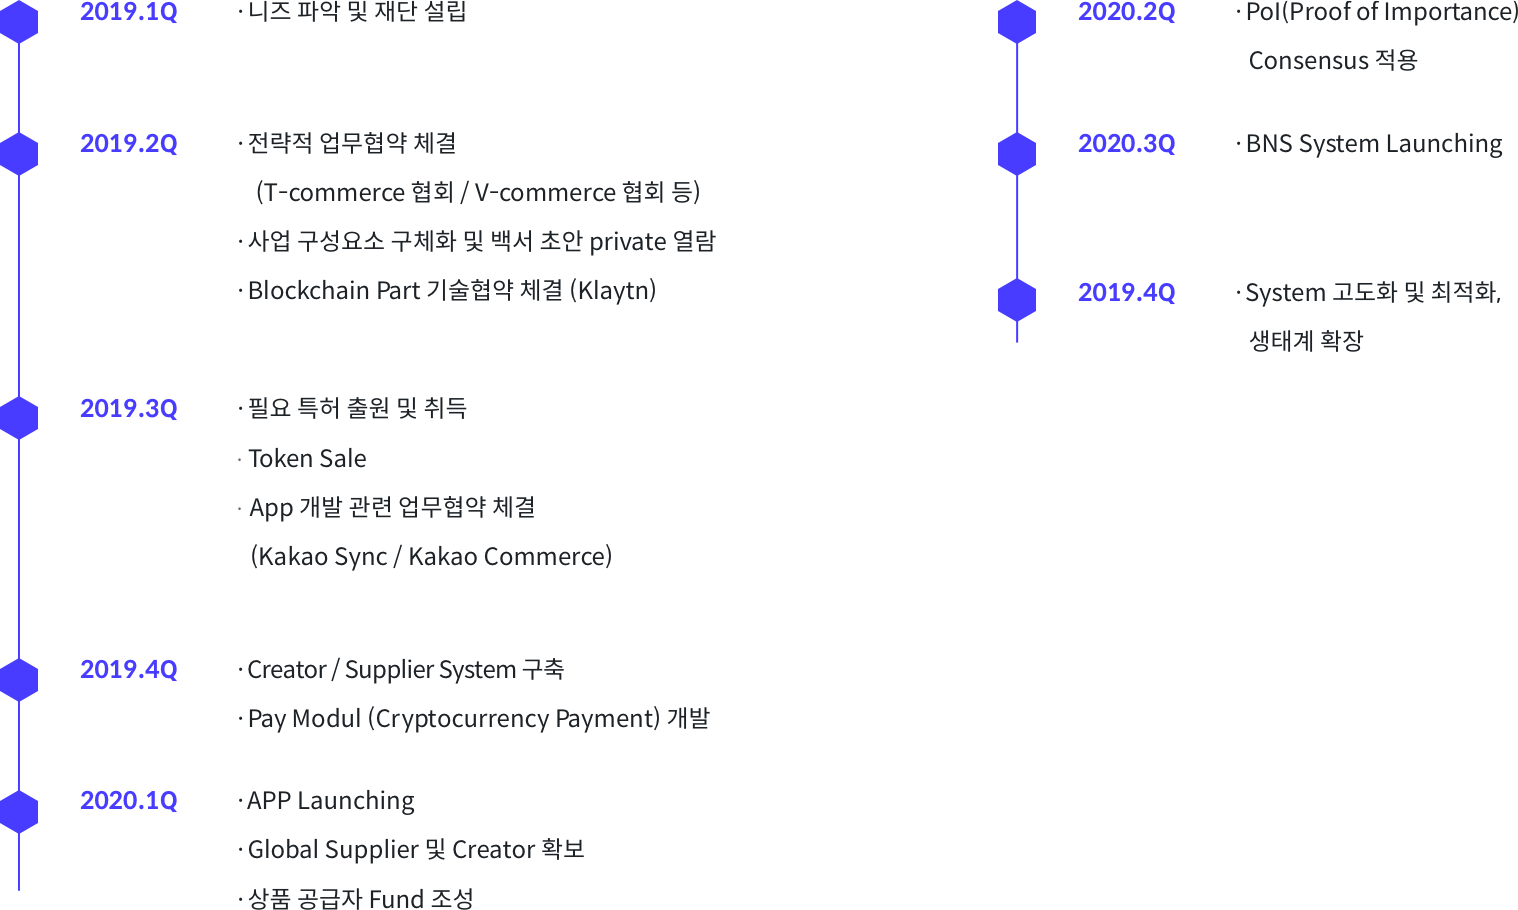 2019.1Q · 니즈 파악 및 재단 설립
2019.2Q · 전략적 업무협약 체결
(T-commerce 협회 / V-commerce 협회 등)
· 사업 구성요소 구체화 및 백서 초안 private 열람
· Blockchain Part 기술협약 체결 (Klaytn)
2019.3Q · 필요 특허 출원 및 취득
· Token Sale
· App 개발 관련 업무협약 체결
(Kakao Sync / Kakao Commerce)
2019.4Q · Creator / Supplier System 구축
· Pay Modul (Cryptocurrency Payment) 개발
2020.1Q · APP Launching
· Global Supplier 및 Creator 확보
· 상품 공급자 Fund 조성
2020.2Q · PoI(Proof of Importance)
Consensus 적용
2020.3Q · BNS System Launching
2019.4Q · System 고도화 및 최적화,
생태계 확장